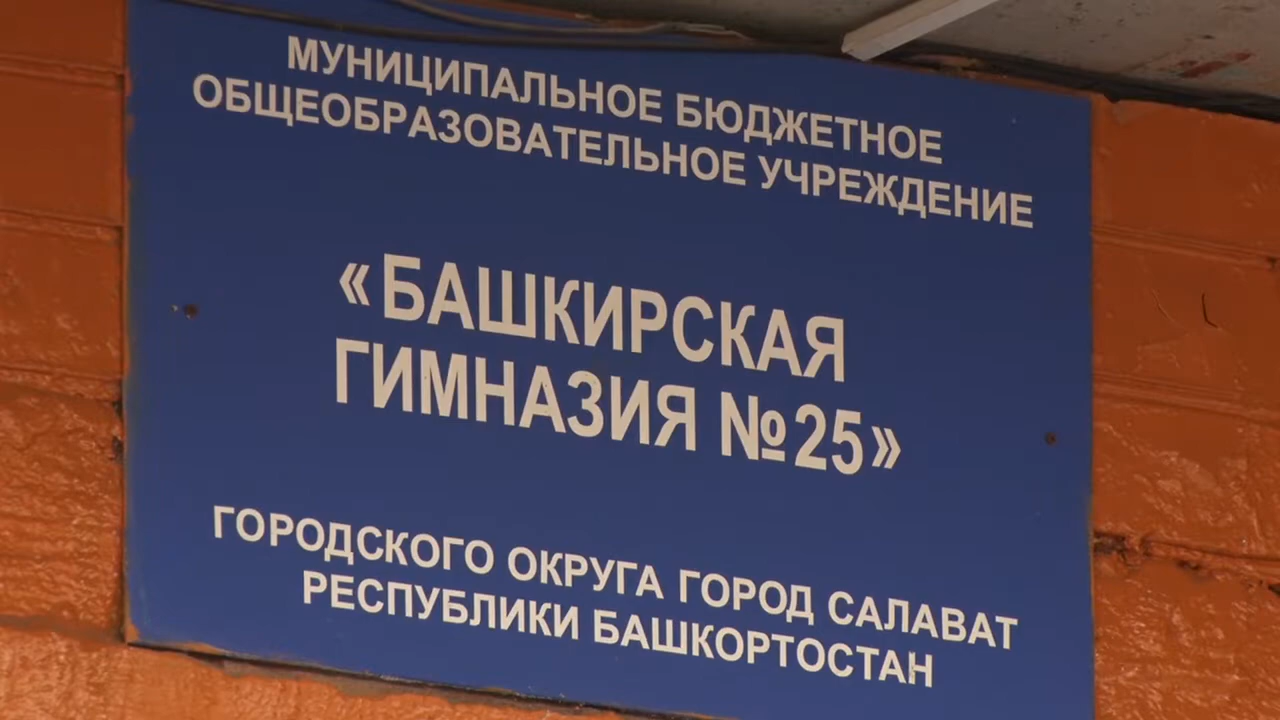 МУНИЦИПАЛЬНОЕ БЮДЖЕТНОЕ
ОБЩЕОБРАЗОВАТЕЛЬНОЕ УЧРЕЖДЕНИЕ
«БАШКИРСКАЯ
ГИМНАЗИЯ №25»
ГОРОДСКОГО ОКРУГА ГОРОД САЛАВАТ
РЕСПУБЛИКИ БАШКОРТОСТАН